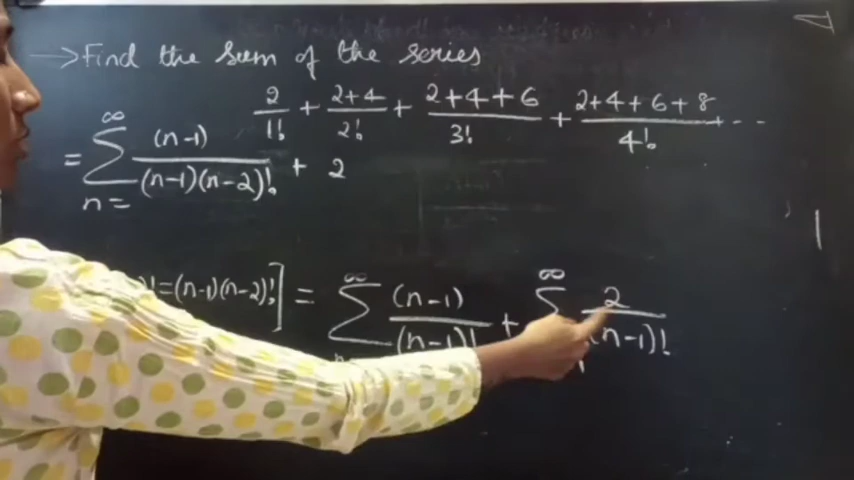 → Find the sum of the series
2/1! + 2+4/2! + 2+4+6/3! + 2+4+6+8/4! + ...
= ∞ Σ n= (n-1)/(n-1)(n-2)! + 2
! = (n-1)(n-2)!] = ∞ Σ (n-1)/(n-1)! + ∞ Σ 2/(n-1)!